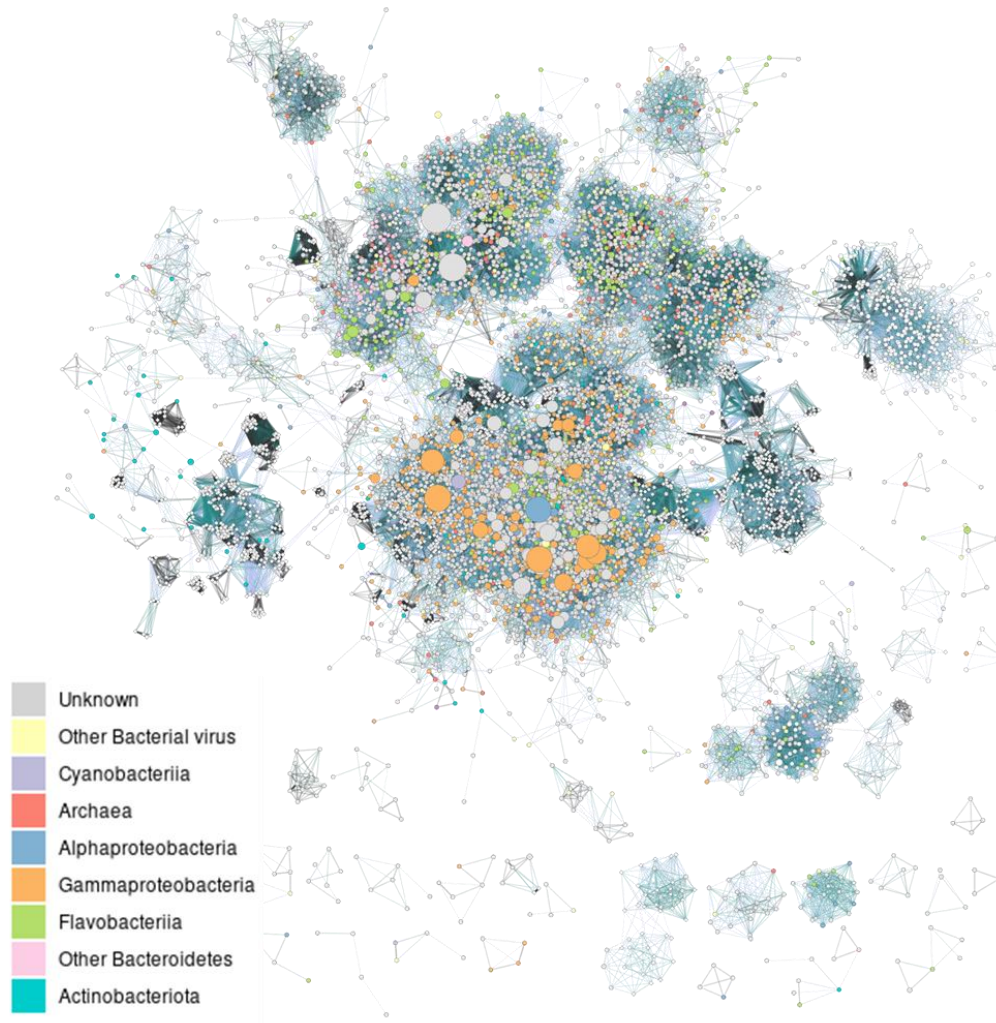 Unknown
Other Bacterial virus
Cyanobacteriia
Archaea
Alphaproteobacteria
Gammaproteobacteria
Flavobacteriia
Other Bacteroidetes
Actinobacteriota